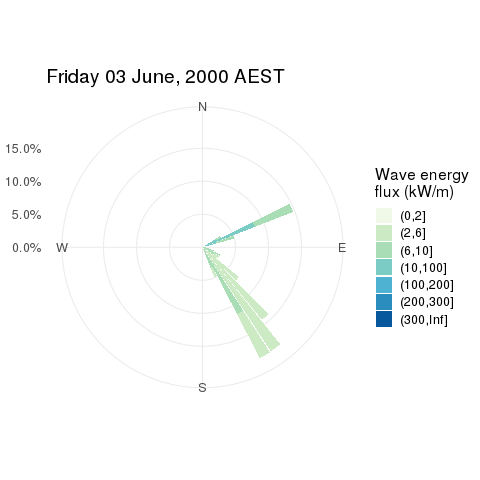 Friday 03 June, 2000 AEST
N
15.0%
10.0%
5.0%
0.0%
W
E
S
Wave energy
flux (kW/m)
(0,2]
(2,6]
(6,10]
(10,100]
(100,200]
(200,300]
(300,Inf]